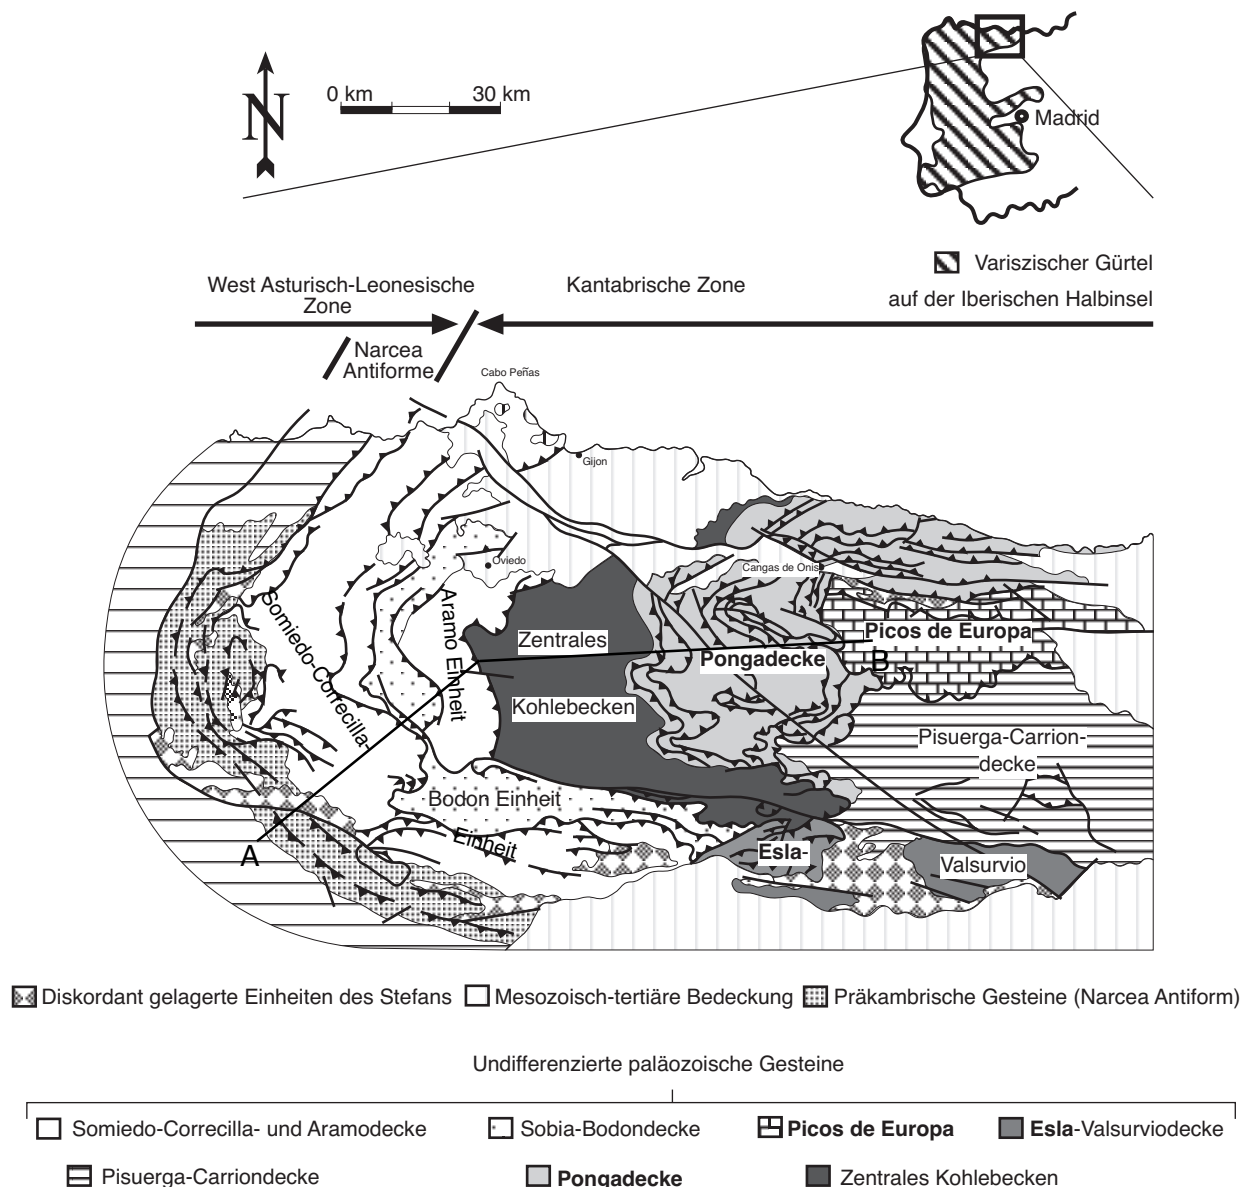 N
0 km 30 km
Madrid
Variszischer Gürtel
auf der Iberischen Halbinsel
West Asturisch-Leonesische
Zone
Kantabrische Zone
Narcea
Antiforme
Cabo Peñas
Gijon
Oviedo
Cangas de Onis
Somiedo-Correcilla-
Aramo Einheit
Zentrales
Kohlebecken
Pongadecke
Picos de Europa
B
Pisuerga-Carrion-
decke
Bodon Einheit
Einheit
A
Esla-
Valsurvio
Diskordant gelagerte Einheiten des Stefans Mesozoisch-tertiäre Bedeckung Präkambrische Gesteine (Narcea Antiform)
Undifferenzierte paläozoische Gesteine
Somiedo-Correcilla- und Aramodecke Sobia-Bodondecke Picos de Europa Esla-Valsurviodecke
Pisuerga-Carriondecke Pongadecke Zentrales Kohlebecken